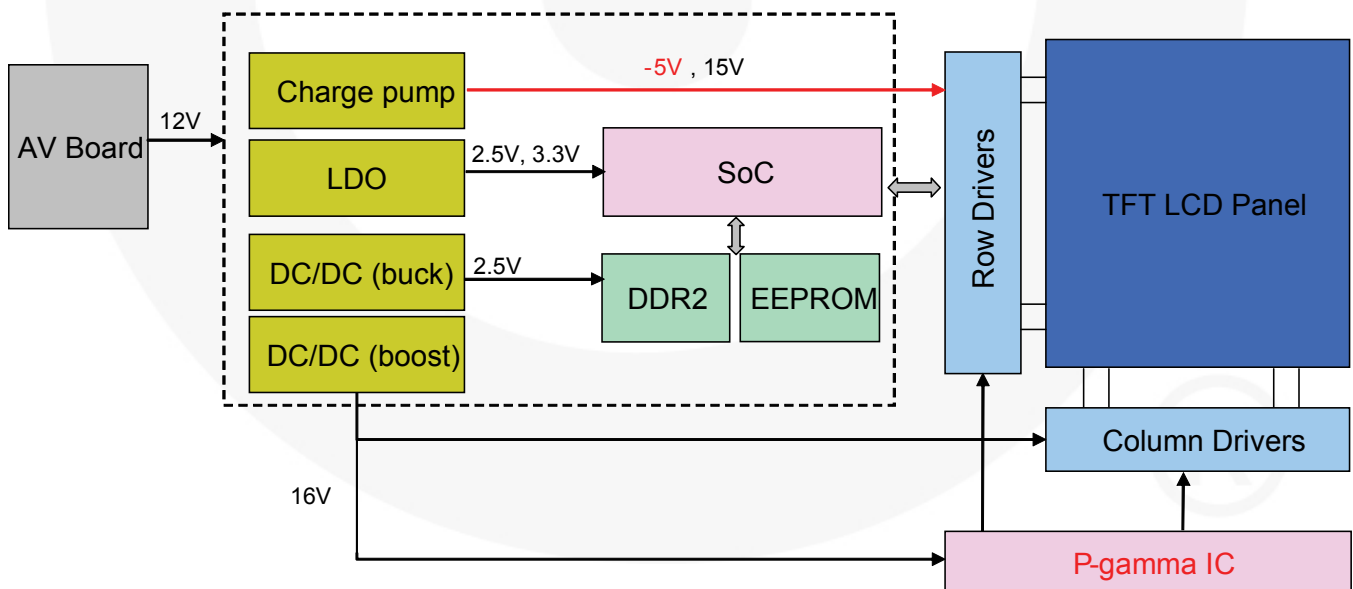 AV Board
12V
Charge pump
-5V , 15V
LDO
2.5V, 3.3V
SoC
DC/DC (buck)
2.5V
DDR2
EEPROM
DC/DC (boost)
16V
Row Drivers
TFT LCD Panel
Column Drivers
P-gamma IC
R